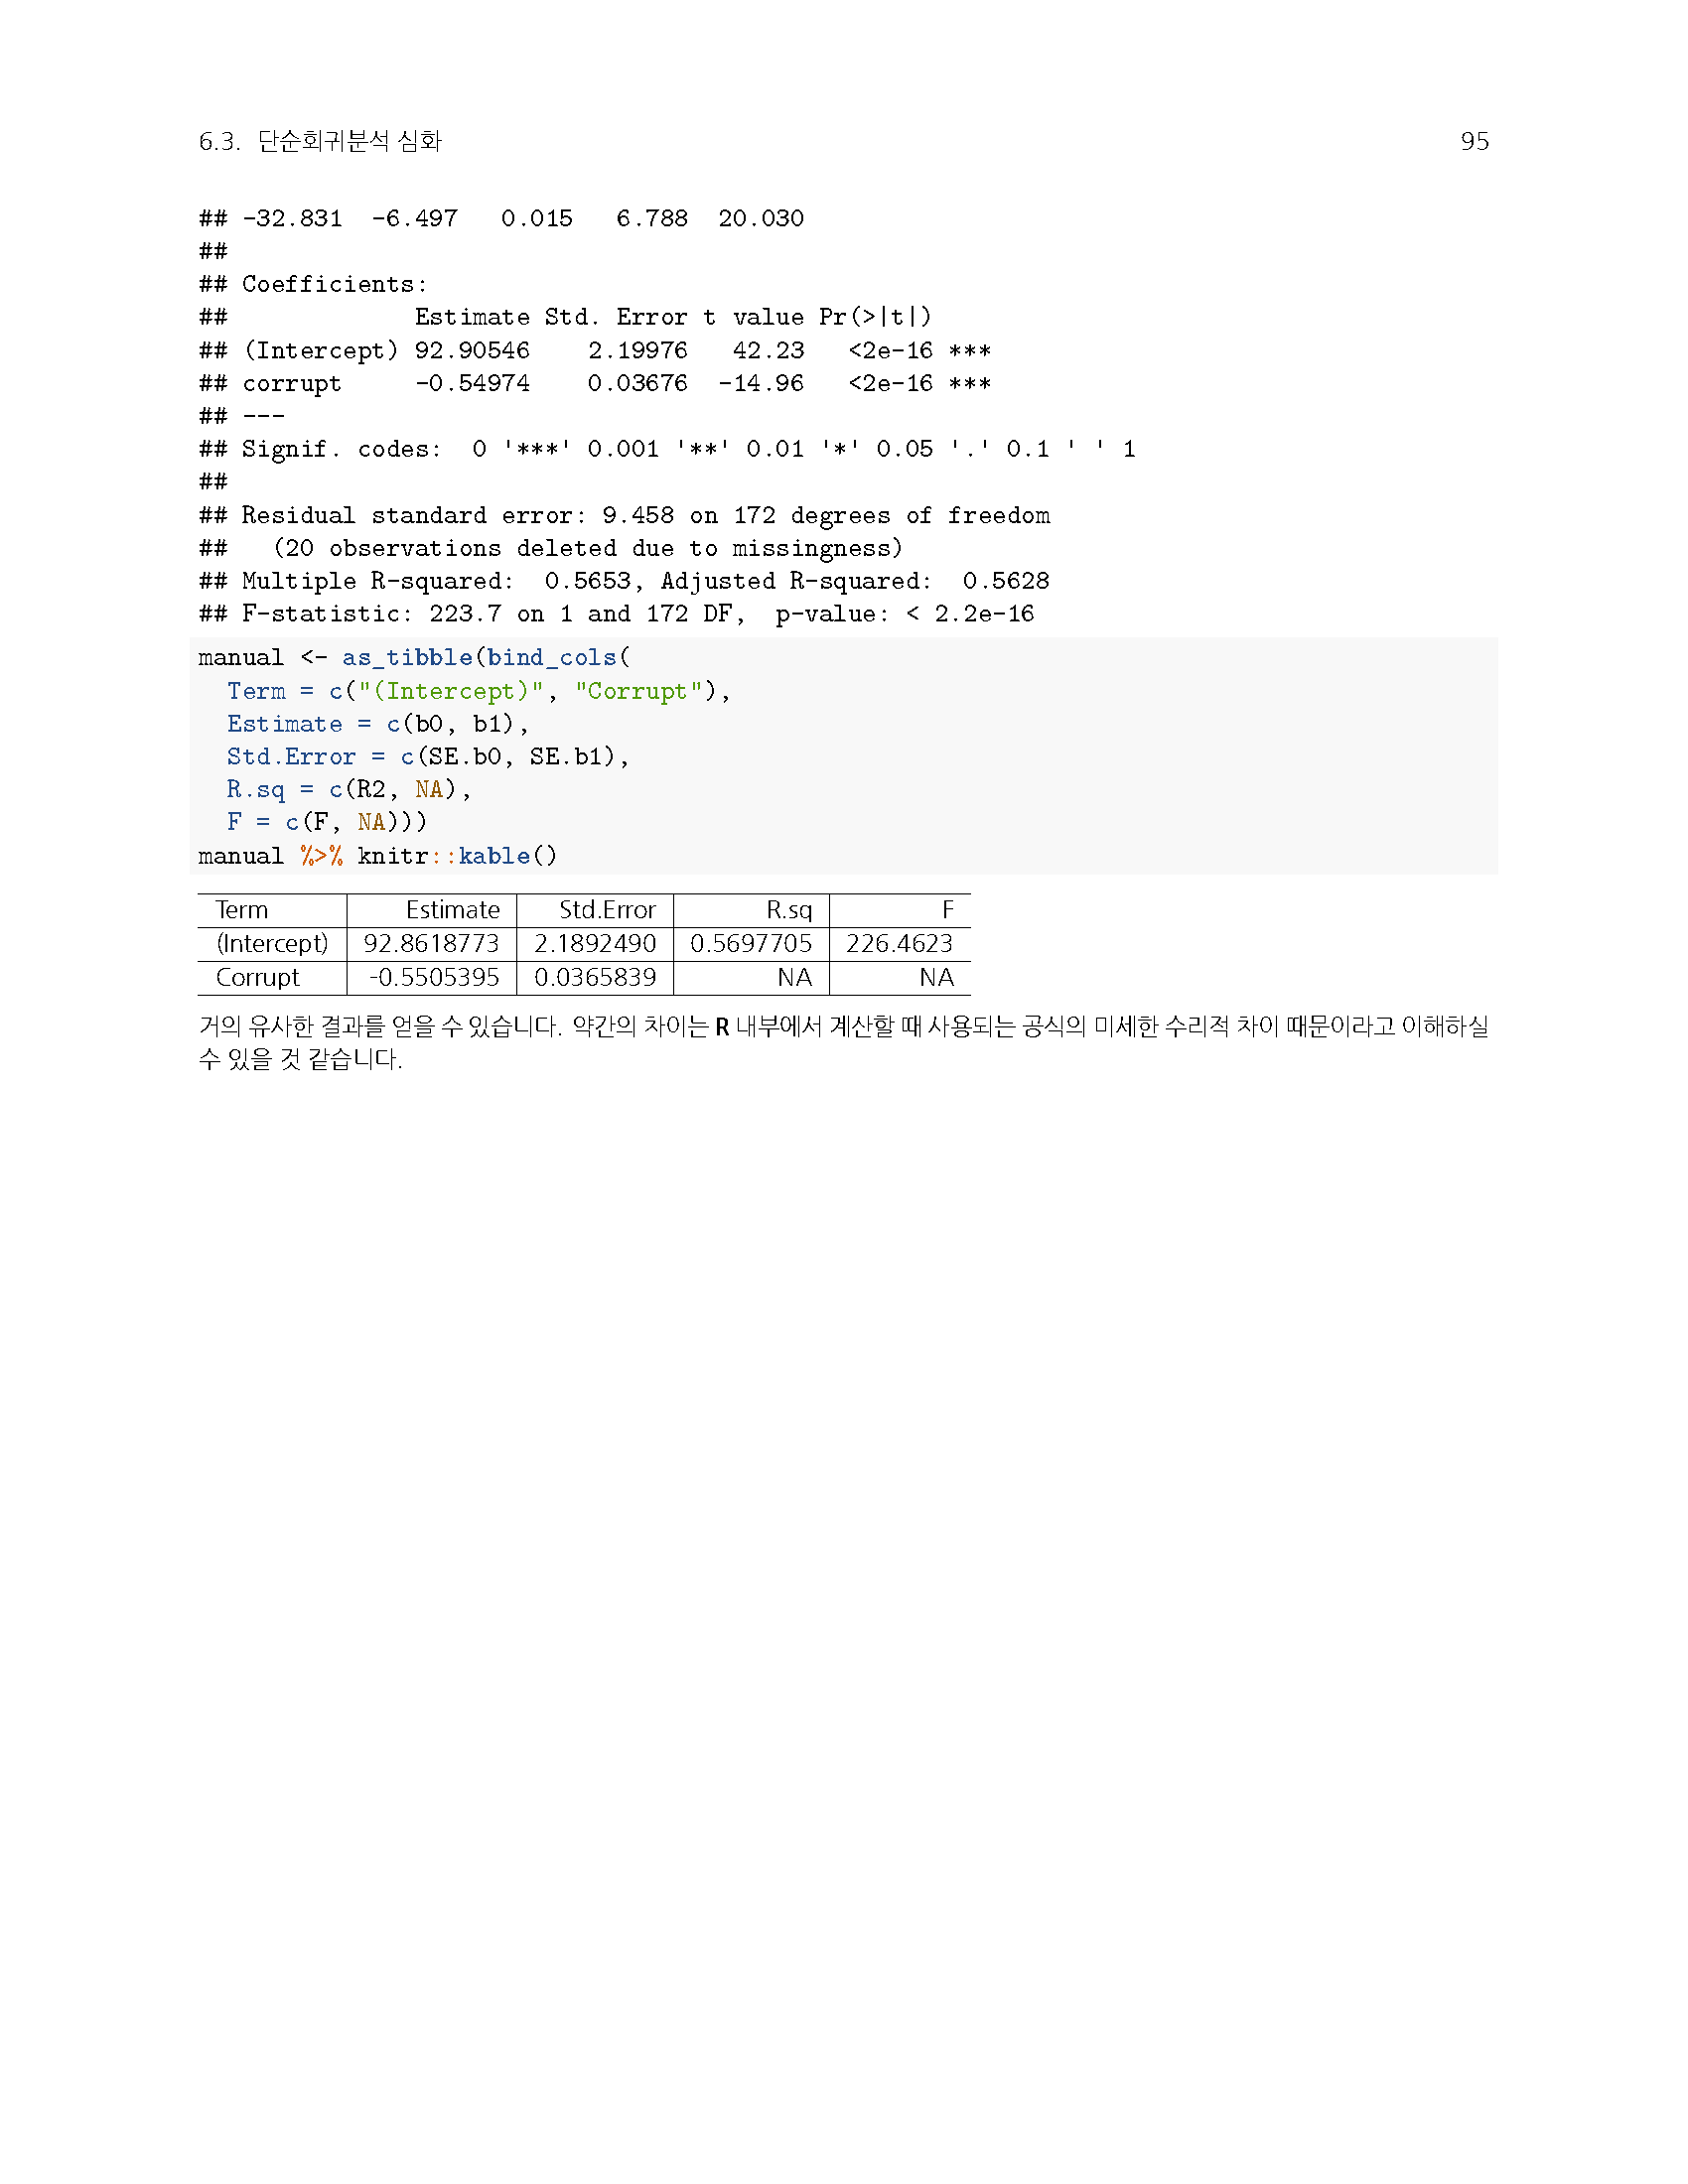 6.3. 단순회귀분석 심화 95
## -32.831 -6.497 0.015 6.788 20.030
##
## Coefficients:
## Estimate Std. Error t value Pr(>|t|)
## (Intercept) 92.90546 2.19976 42.23 <2e-16 ***
## corrupt -0.54974 0.03676 -14.96 <2e-16 ***
## ---
## Signif. codes: 0 '***' 0.001 '**' 0.01 '*' 0.05 '.' 0.1 ' ' 1
##
## Residual standard error: 9.458 on 172 degrees of freedom
## (20 observations deleted due to missingness)
## Multiple R-squared: 0.5653, Adjusted R-squared: 0.5628
## F-statistic: 223.7 on 1 and 172 DF, p-value: < 2.2e-16
manual <- as_tibble(bind_cols(
Term = c("(Intercept)", "Corrupt"),
Estimate = c(b0, b1),
Std.Error = c(SE.b0, SE.b1),
R.sq = c(R2, NA),
F = c(F, NA)))
manual %>% knitr::kable()
Term Estimate Std.Error R.sq F
(Intercept) 92.8618773 2.1892490 0.5697705 226.4623
Corrupt -0.5505395 0.0365839 NA NA
거의 유사한 결과를 얻을 수 있습니다. 약간의 차이는 R 내부에서 계산할 때 사용되는 공식의 미세한 수리적 차이 때문이라고 이해하실
수 있을 것 같습니다.